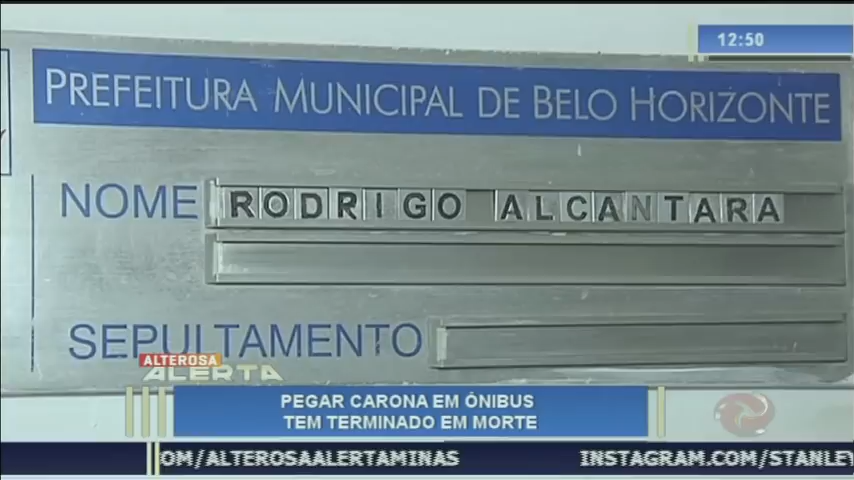 12:50
PREFEITURA MUNICIPAL DE BELO HORIZONTE
NOME RODRIGO ALCANTARA
SEPULTAMENTO
ALTEROSA
ALERTA
PEGAR CARONA EM ÔNIBUS
TEM TERMINADO EM MORTE
OM/ALTEROSAALERTAMINAS INSTAGRAM.COM/STANLEY